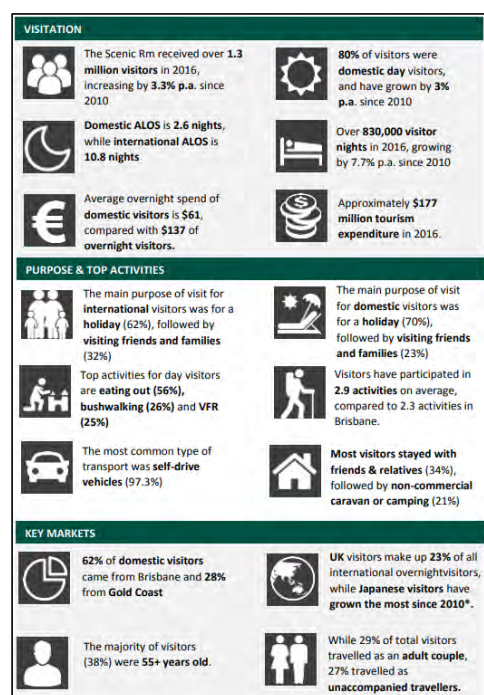 VISITATION
The Scenic Rm received over 1.3
million visitors in 2016,
increasing by 3.3% p.a. since
2010
80% of visitors were
domestic day visitors,
and have grown by 3%
p.a. since 2010
Domestic ALOS is 2.6 nights,
while international ALOS is
10.8 nights
Over 830,000 visitor
nights in 2016, growing
by 7.7% p.a. since 2010
Average overnight spend of
domestic visitors is $61,
compared with $137 of
overnight visitors.
Approximately $177
million tourism
expenditure in 2016.
PURPOSE & TOP ACTIVITIES
The main purpose of visit for
international visitors was for a
holiday (62%), followed by
visiting friends and families
(32%)
The main purpose of visit
for domestic visitors was
for a holiday (70%),
followed by visiting friends
and families (23%)
Top activities for day visitors
are eating out (56%),
bushwalking (26%) and VFR
(25%)
Visitors have participated in
2.9 activities on average,
compared to 2.3 activities in
Brisbane.
The most common type of
transport was self-drive
vehicles (97.3%)
Most visitors stayed with
friends & relatives (34%),
followed by non-commercial
caravan or camping (21%)
KEY MARKETS
62% of domestic visitors
came from Brisbane and 28%
from Gold Coast
UK visitors make up 23% of all
international overnightvisitors,
while Japanese visitors have
grown the most since 2010*.
The majority of visitors
(38%) were 55+ years old.
While 29% of total visitors
travelled as an adult couple,
27% travelled as
unaccompanied travellers.